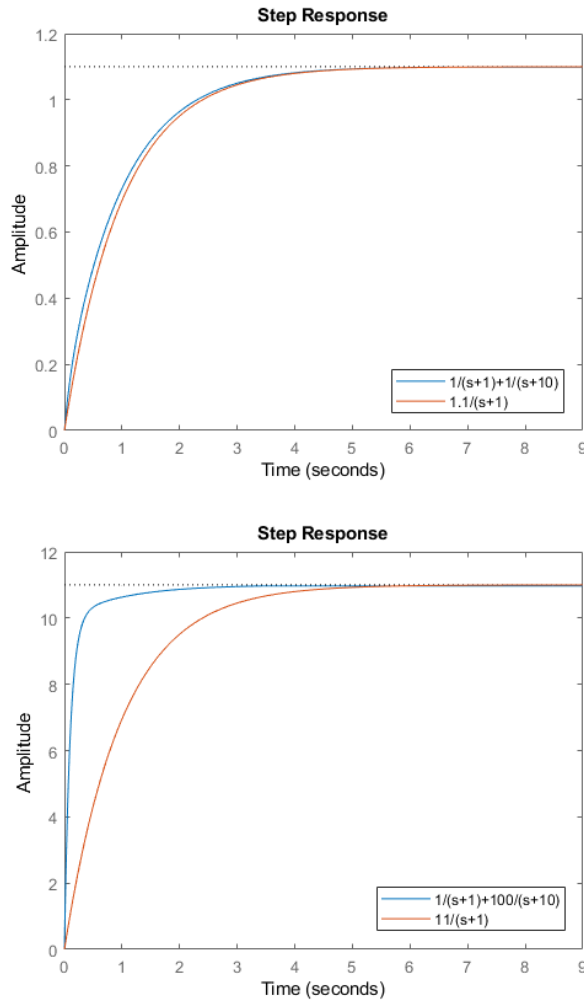 Step Response
1.2
1
0.8
0.6
0.4
0.2
0
Amplitude
1/(s+1)+1/(s+10)
1.1/(s+1)
0 1 2 3 4 5 6 7 8 9
Time (seconds)
Step Response
12
10
8
6
4
2
0
Amplitude
1/(s+1)+100/(s+10)
11/(s+1)
0 1 2 3 4 5 6 7 8 9
Time (seconds)